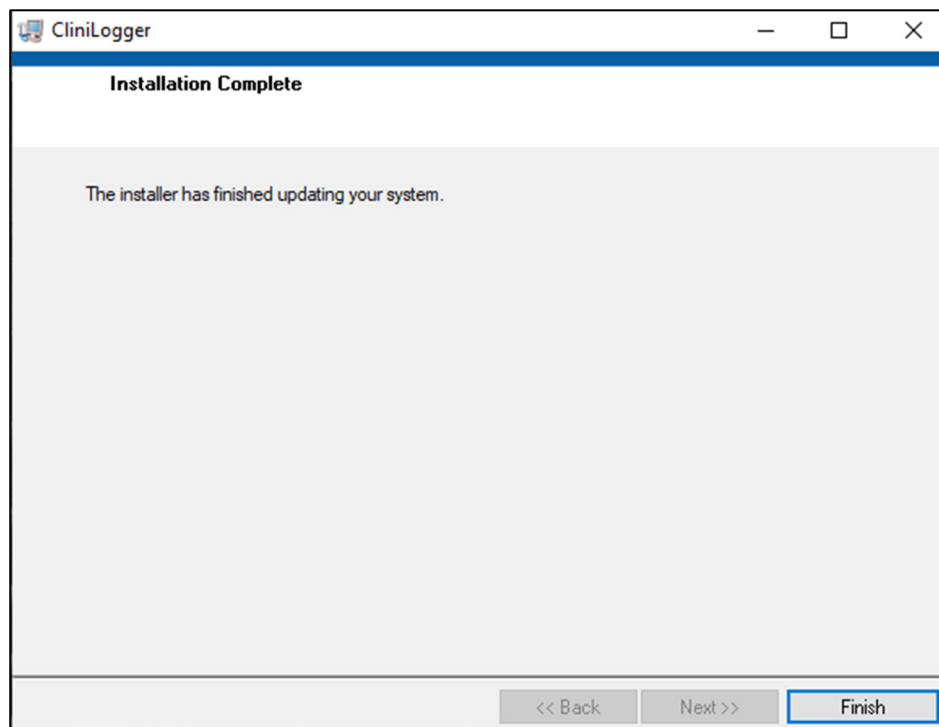 CliniLogger
Installation Complete
The installer has finished updating your system.
<< Back
Next >>
Finish